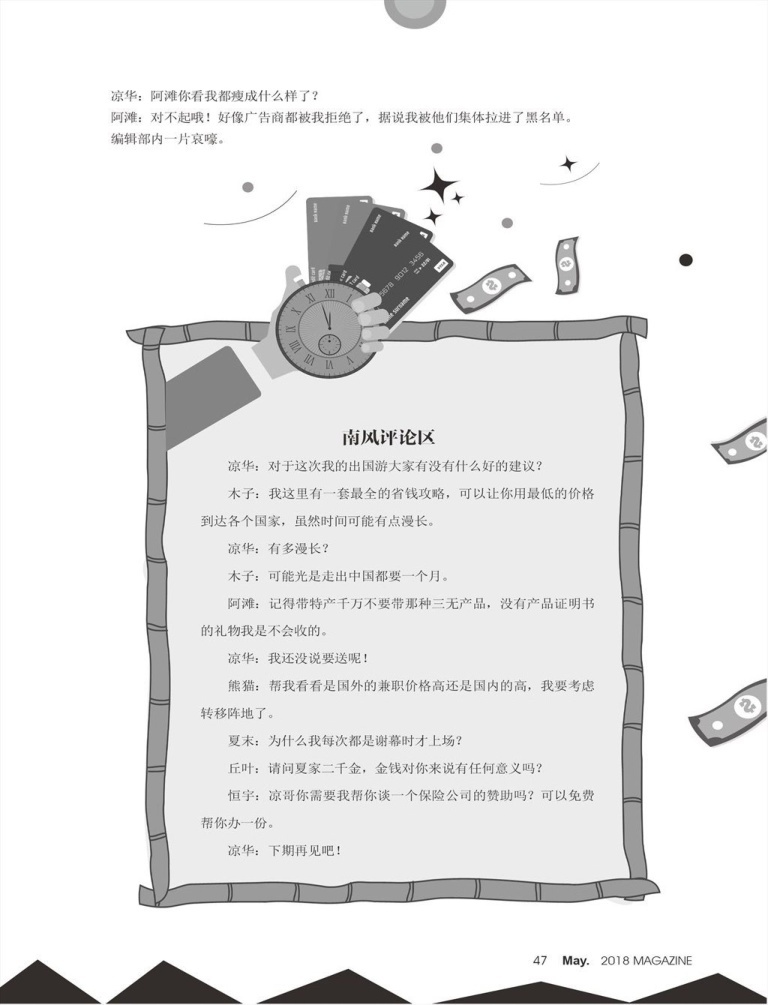 凉华：阿滩你看我都瘦成什么样了？
阿滩：对不起哦！好像广告商都被我拒绝了，据说我被他们集体拉进了黑名单。
编辑部内一片哀嚎。
bank name
bank name
bank name
bank name
5678 9012 3456
XII
南风评论区
凉华：对于这次我的出国游大家有没有什么好的建议？
木子：我这里有一套最全的省钱攻略，可以让你用最低的价格
到达各个国家，虽然时间可能有点漫长。
凉华：有多漫长？
木子：可能光是走出中国都要一个月。
阿滩：记得带特产千万不要带那种三无产品，没有产品证明书
的礼物我是不会收的。
凉华：我还没说要送呢！
熊猫：帮我看看是国外的兼职价格高还是国内的高，我要考虑
转移阵地了。
夏末：为什么我每次都是谢幕时才上场？
丘叶：请问夏家二千金，金钱对你来说有任何意义吗？
恒宇：凉哥你需要我帮你谈一个保险公司的赞助吗？可以免费
帮你办一份。
凉华：下期再见吧！
47 May. 2018 MAGAZINE